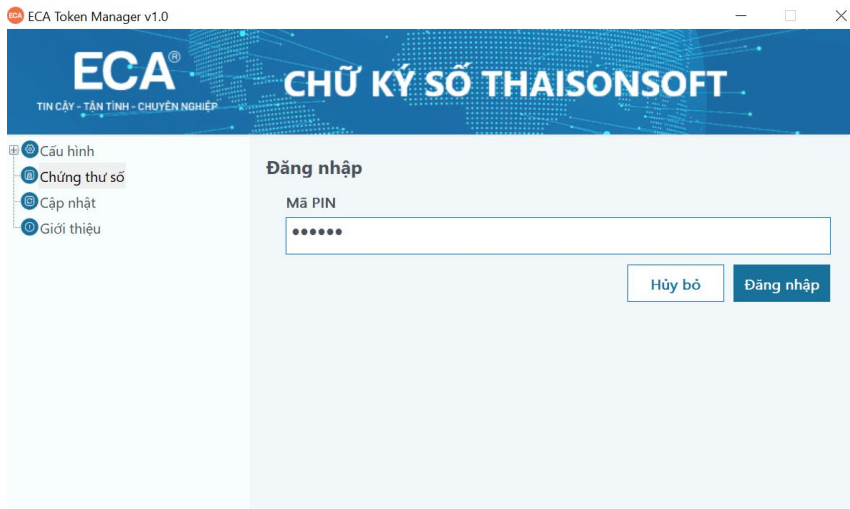 ECA ECA Token Manager v1.0
ECA®
TIN CẬY – TẬN TÌNH – CHUYÊN NGHIỆP
CHỮ KÝ SỐ THAISONSOFT
Cấu hình
Chứng thư số
Cập nhật
Giới thiệu
Đăng nhập
Mã PIN
••••••
Hủy bỏ
Đăng nhập